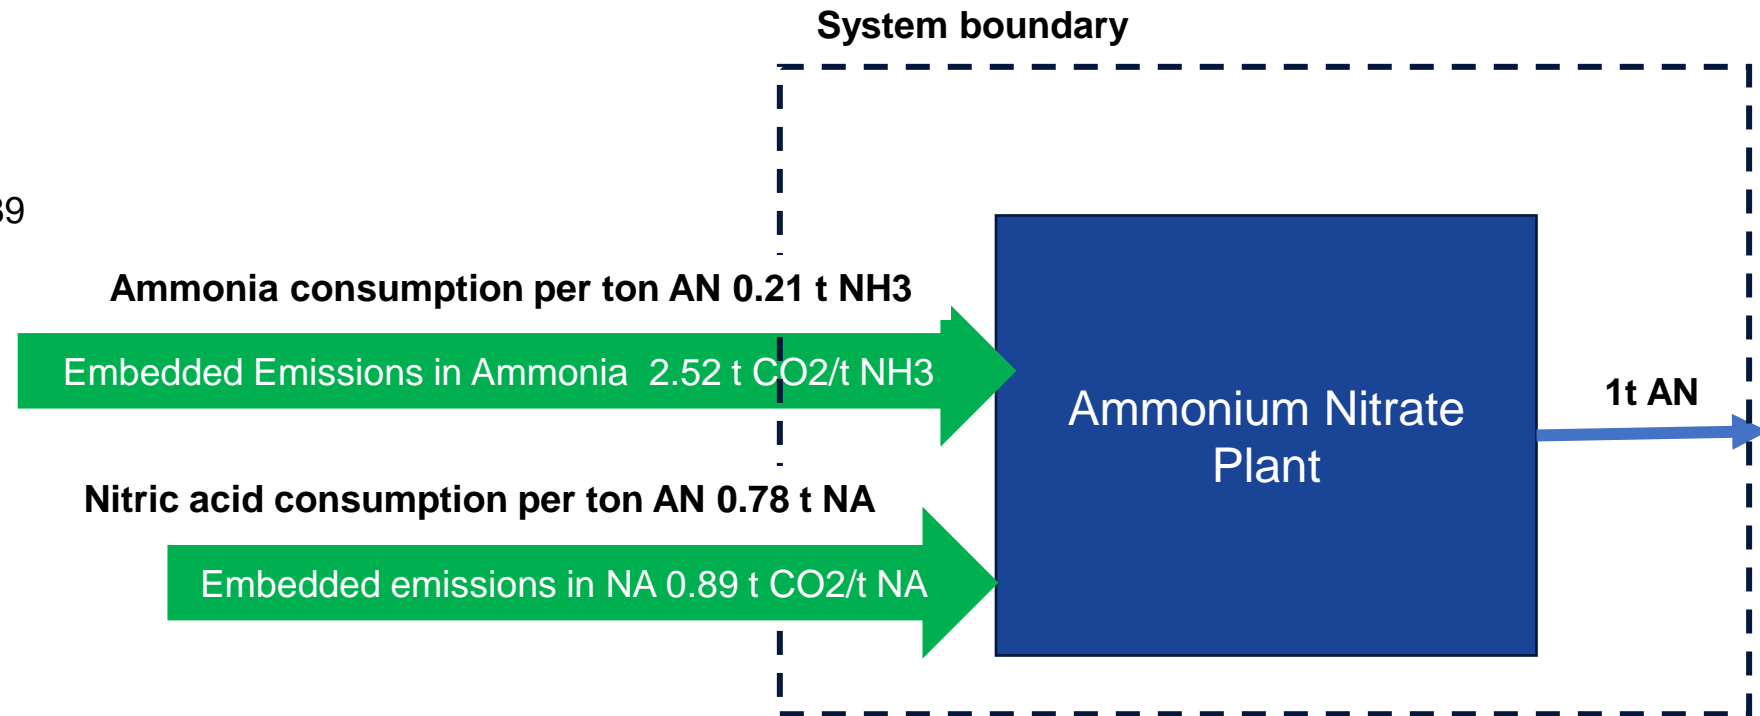 System boundary
39
Ammonia consumption per ton AN 0.21 t NH3
Embedded Emissions in Ammonia 2.52 t CO2/t NH3
Ammonium Nitrate
Plant
1t AN
Nitric acid consumption per ton AN 0.78 t NA
Embedded emissions in NA 0.89 t CO2/t NA